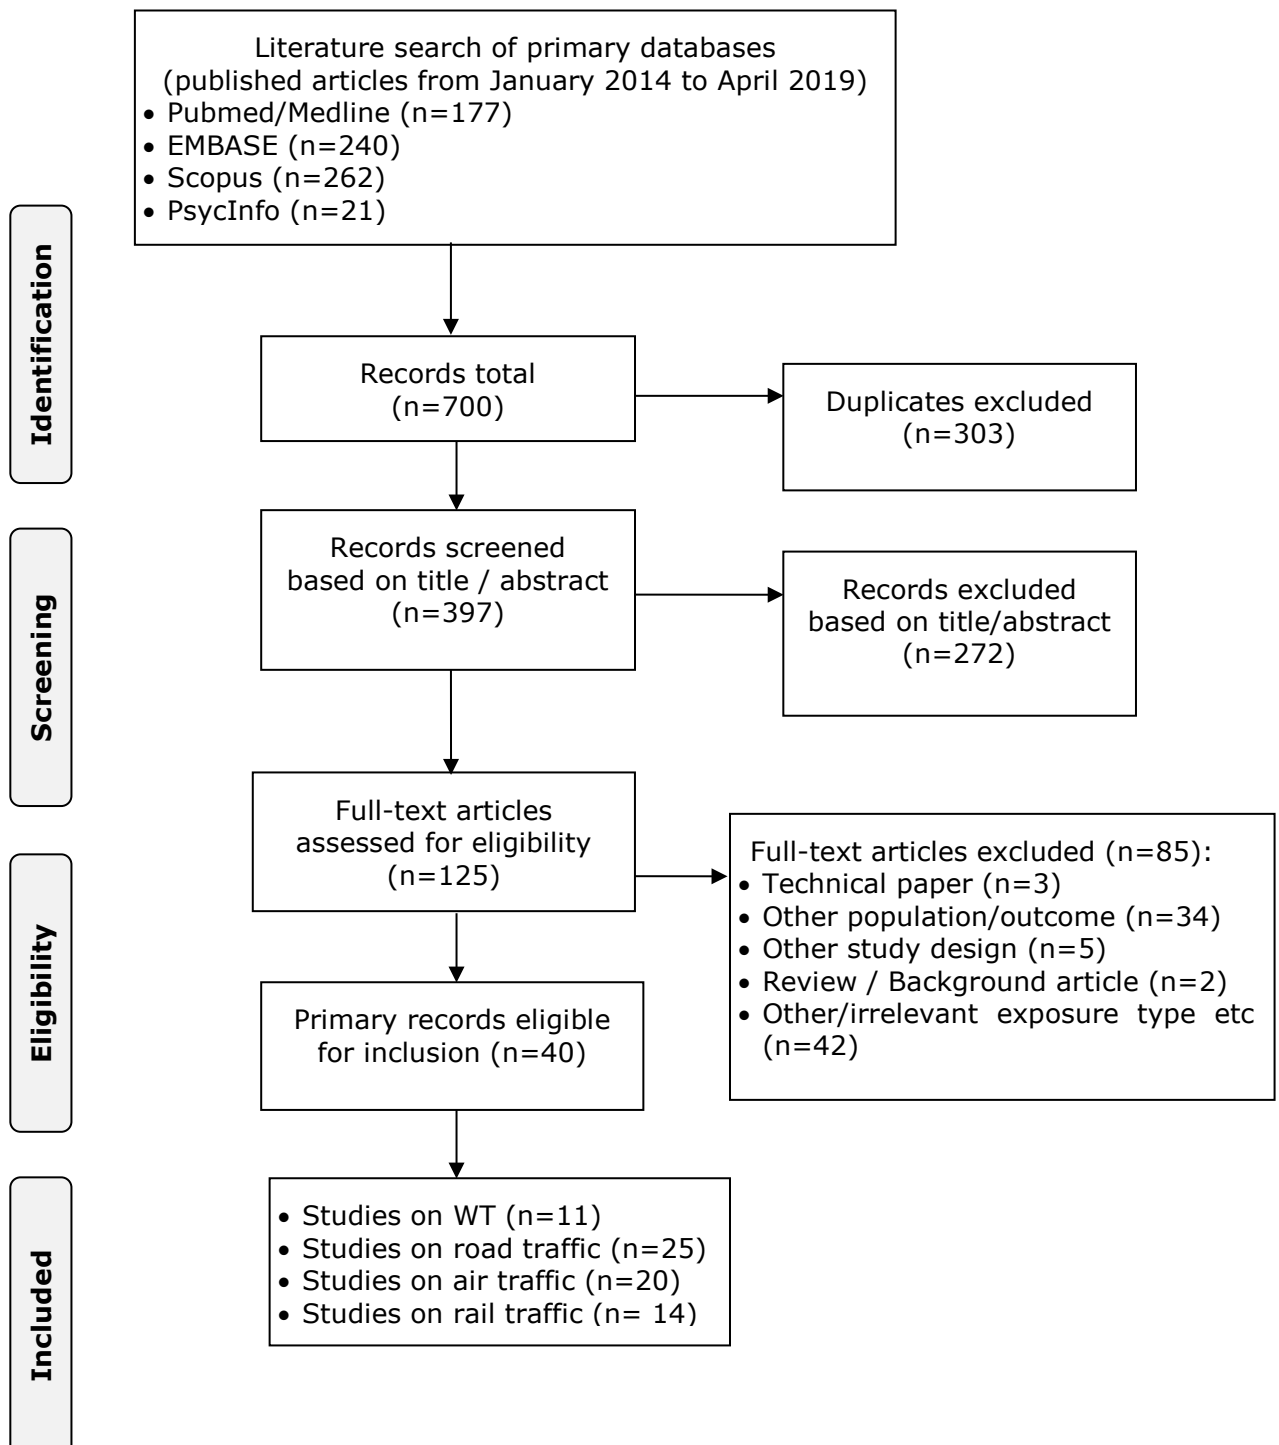 Literature search of primary databases
(published articles from January 2014 to April 2019)
• Pubmed/Medline (n=177)
• EMBASE (n=240)
• Scopus (n=262)
• PsycInfo (n=21)
Identification
Records total
(n=700)
Duplicates excluded
(n=303)
Screening
Records screened
based on title / abstract
(n=397)
Records excluded
based on title/abstract
(n=272)
Eligibility
Full-text articles
assessed for eligibility
(n=125)
Full-text articles excluded (n=85):
• Technical paper (n=3)
• Other population/outcome (n=34)
• Other study design (n=5)
• Review / Background article (n=2)
• Other/irrelevant exposure type etc
(n=42)
Primary records eligible
for inclusion (n=40)
Included
• Studies on WT (n=11)
• Studies on road traffic (n=25)
• Studies on air traffic (n=20)
• Studies on rail traffic (n= 14)